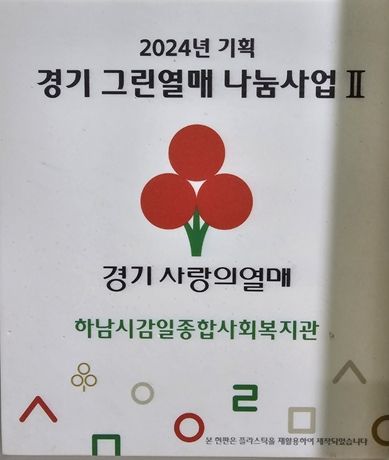 2024년 기획
경기 그린열매 나눔사업 Ⅱ
경기 사랑의열매
하남시감일종합사회복지관
본 현판은 플라스틱을 재활용하여 제작되었습니다